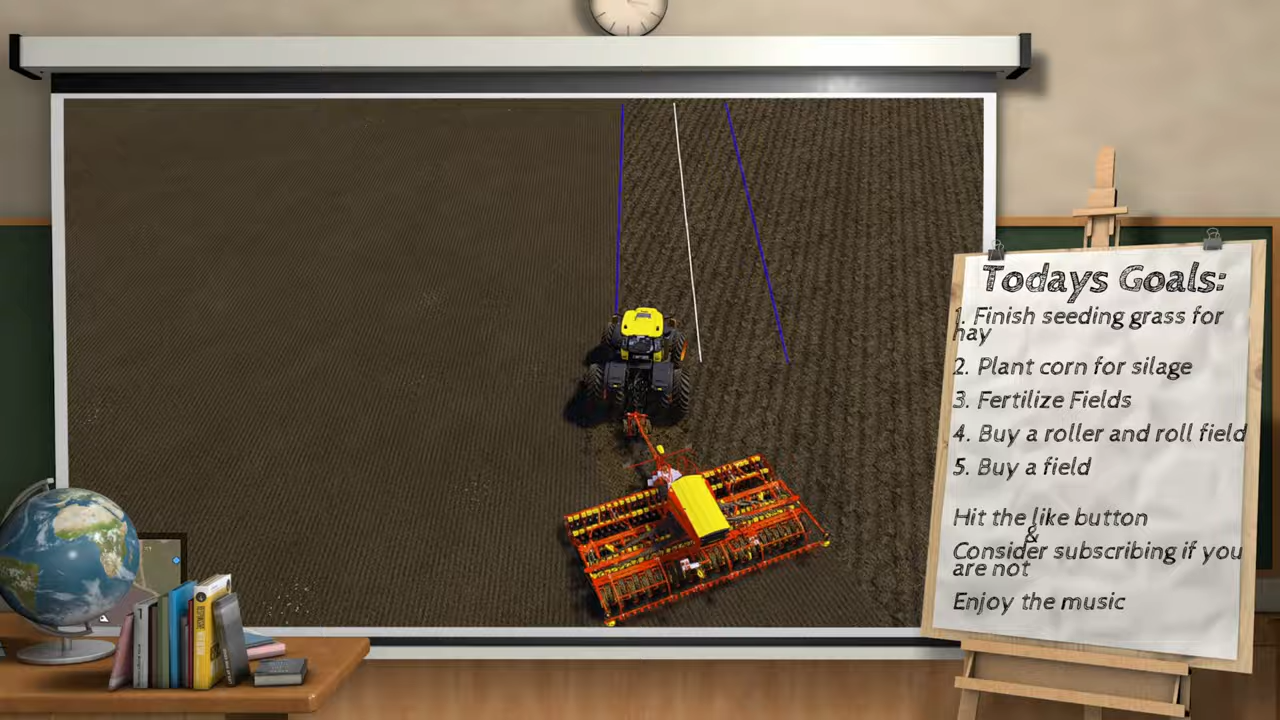 Todays Goals:
1. Finish seeding grass for
hay
2. Plant corn for silage
3. Fertilize Fields
4. Buy a roller and roll field
5. Buy a field
Hit the like button
&
Consider subscribing if you
are not
Enjoy the music